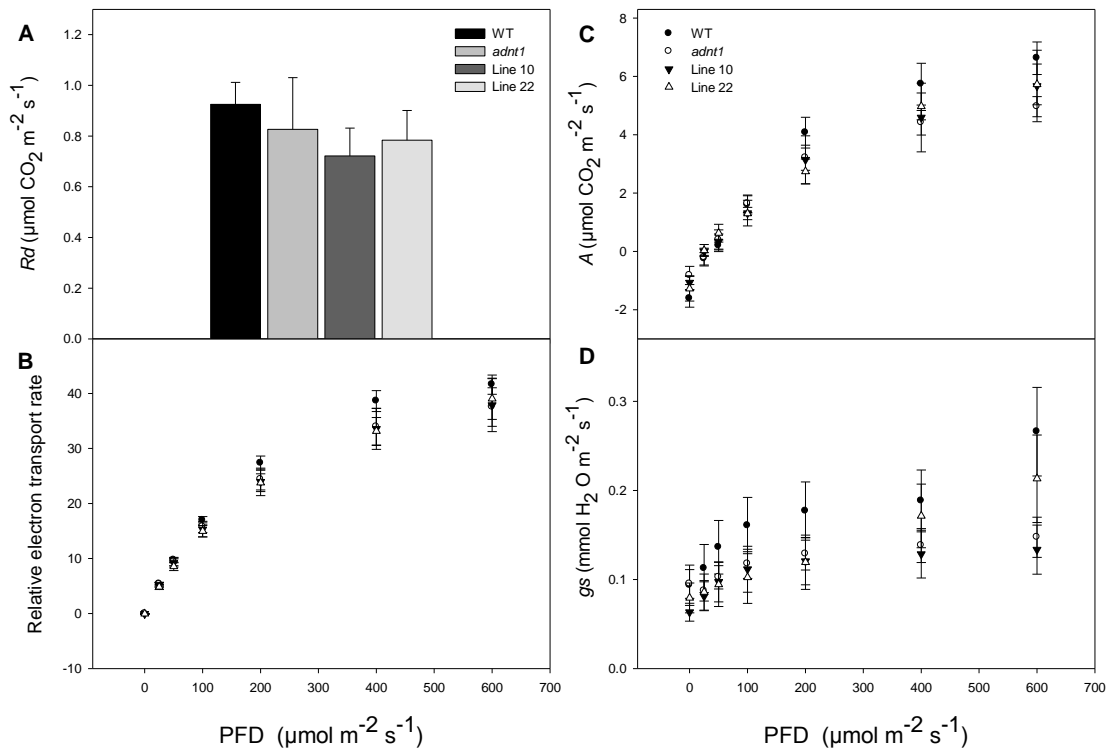 A
WT
adnt1
Line 10
Line 22
Rd (µmol CO2 m-2 s-1)
1.2
1.0
0.8
0.6
0.4
0.2
0.0
C
WT
adnt1
Line 10
Line 22
A (µmol CO2 m-2 s-1)
8
6
4
2
0
-2
B
Relative electron transport rate
40
30
20
10
0
-10
0 100 200 300 400 500 600 700
PFD (µmol m-2 s-1)
D
gs (mmol H2 O m-2 s-1)
0.3
0.2
0.1
0.0
0 100 200 300 400 500 600 700
PFD (µmol m-2 s-1)